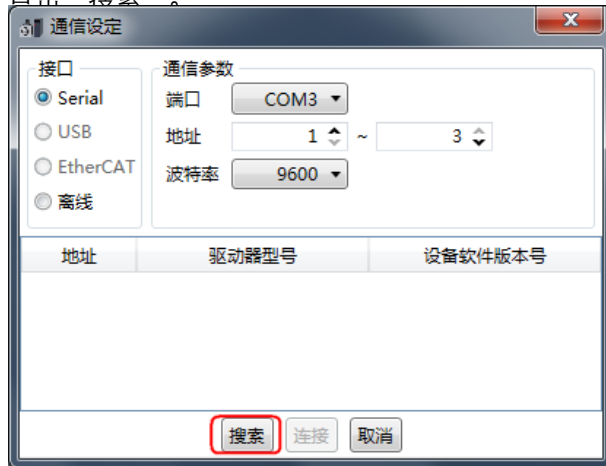 通信设定
接口
通信参数
Serial
端口 COM3
USB
地址 1 ~ 3
EtherCAT
波特率 9600
离线
地址 驱动器型号 设备软件版本号
搜索 连接 取消